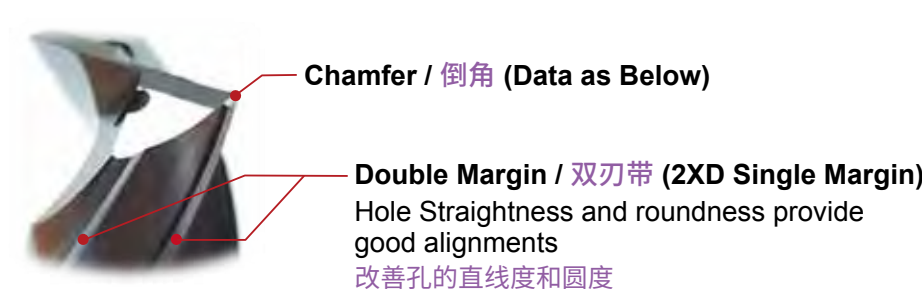 Chamfer / 倒角 (Data as Below)
Double Margin / 双刃带 (2XD Single Margin)
Hole Straightness and roundness provide
good alignments
改善孔的直线度和圆度